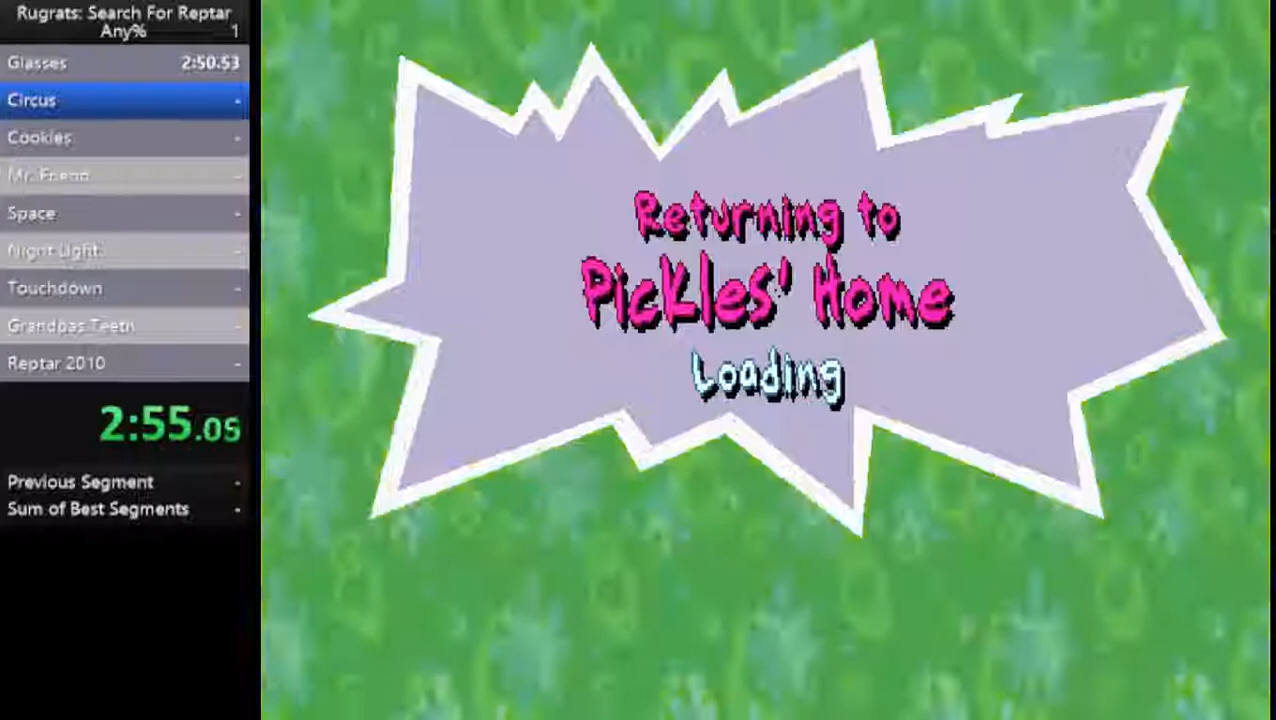 Rugrats: Search For Reptar
Any% 1
Glasses 2:50.53
Circus -
Cookies -
Mr. Friend -
Space -
Night Light -
Touchdown -
Grandpas Teeth -
Reptar 2010 -
2:55.05
Previous Segment -
Sum of Best Segments -
Returning to
Pickles' Home
Loading